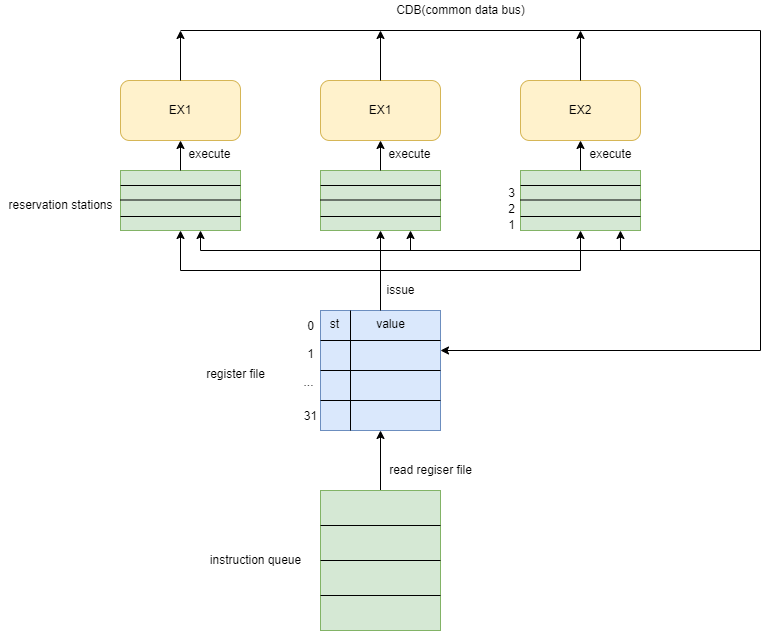 CDB(common data bus)
EX1
EX1
EX2
execute
execute
execute
reservation stations
3
2
1
issue
0
st
value
1
register file
...
31
read regiser file
instruction queue